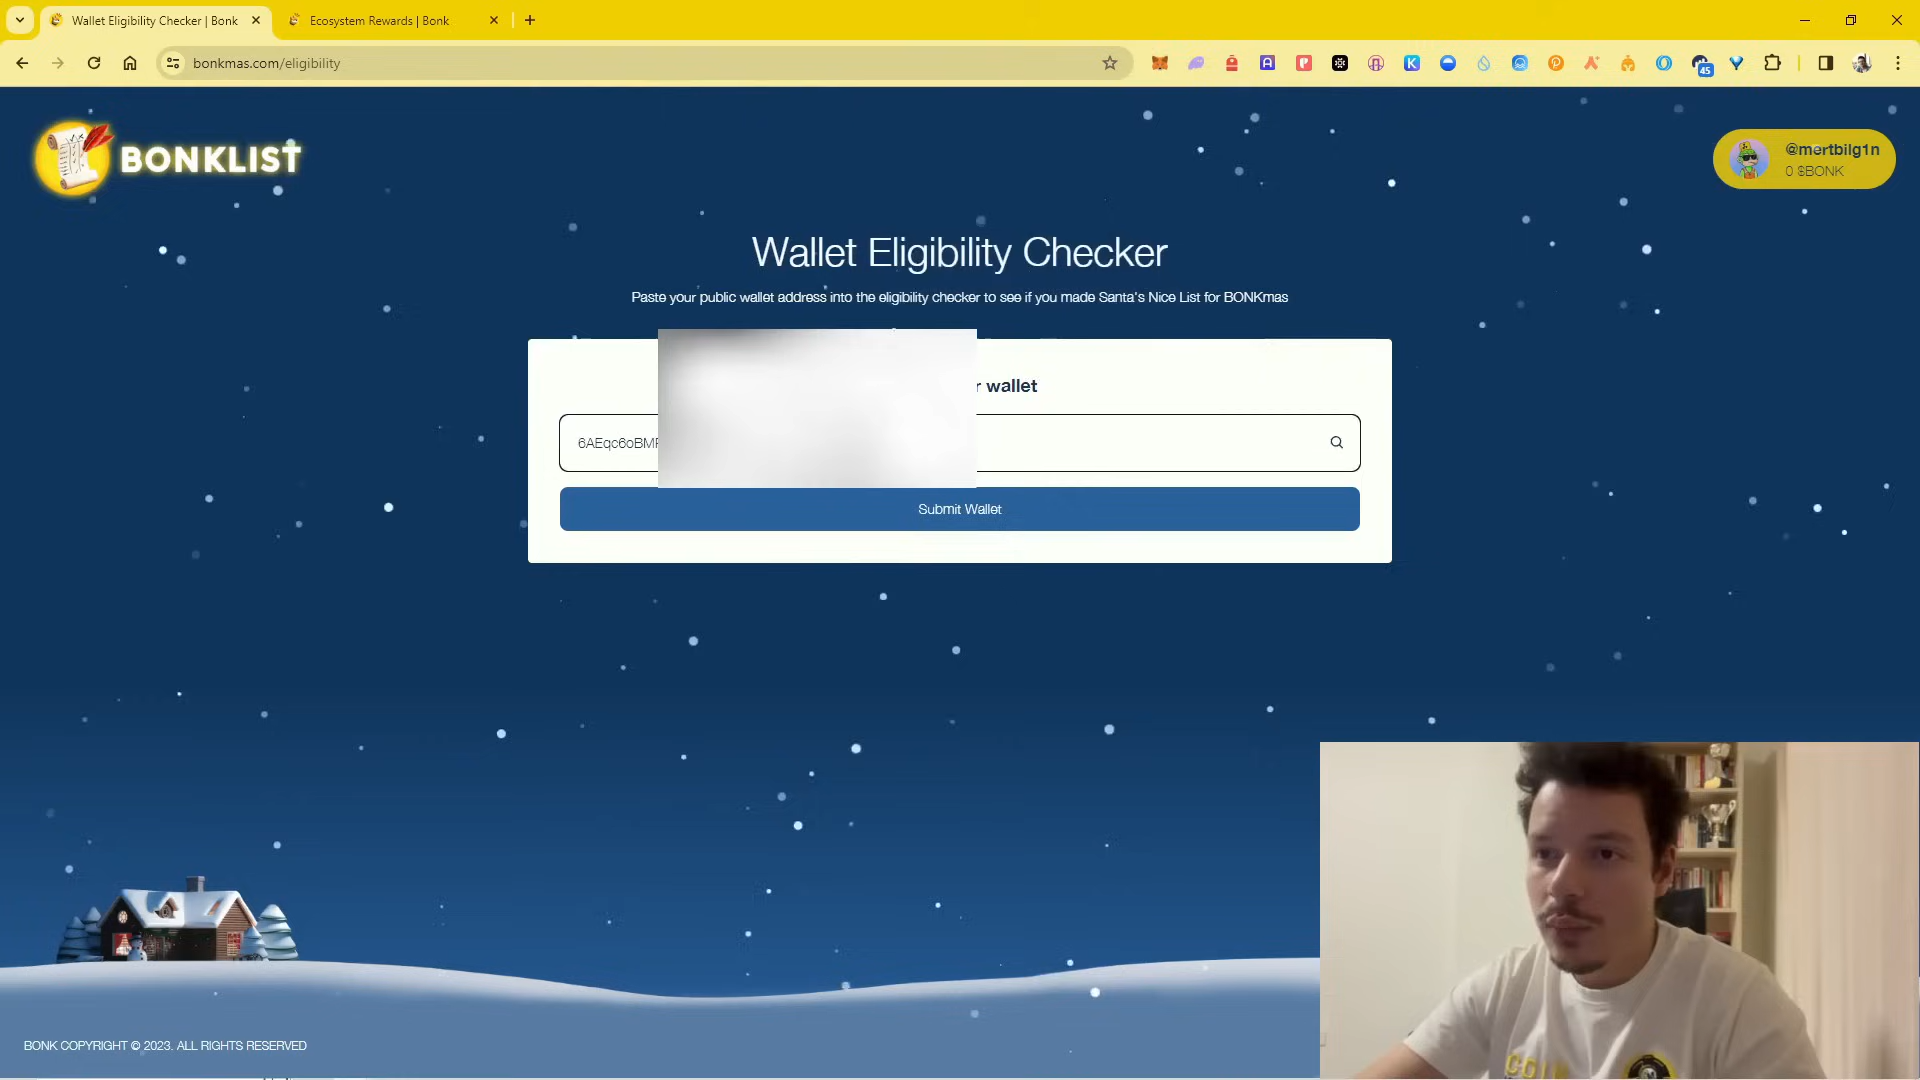 Wallet Eligibility Checker | Bonk
Ecosystem Rewards | Bonk
bonkmas.com/eligibility
45
BONKLIST
@mertbilg1n
0 $BONK
Wallet Eligibility Checker
Paste your public wallet address into the eligibility checker to see if you made Santa's Nice List for BONKmas
wallet
6AEqc6oBM
Submit Wallet
BONK COPYRIGHT © 2023. ALL RIGHTS RESERVED